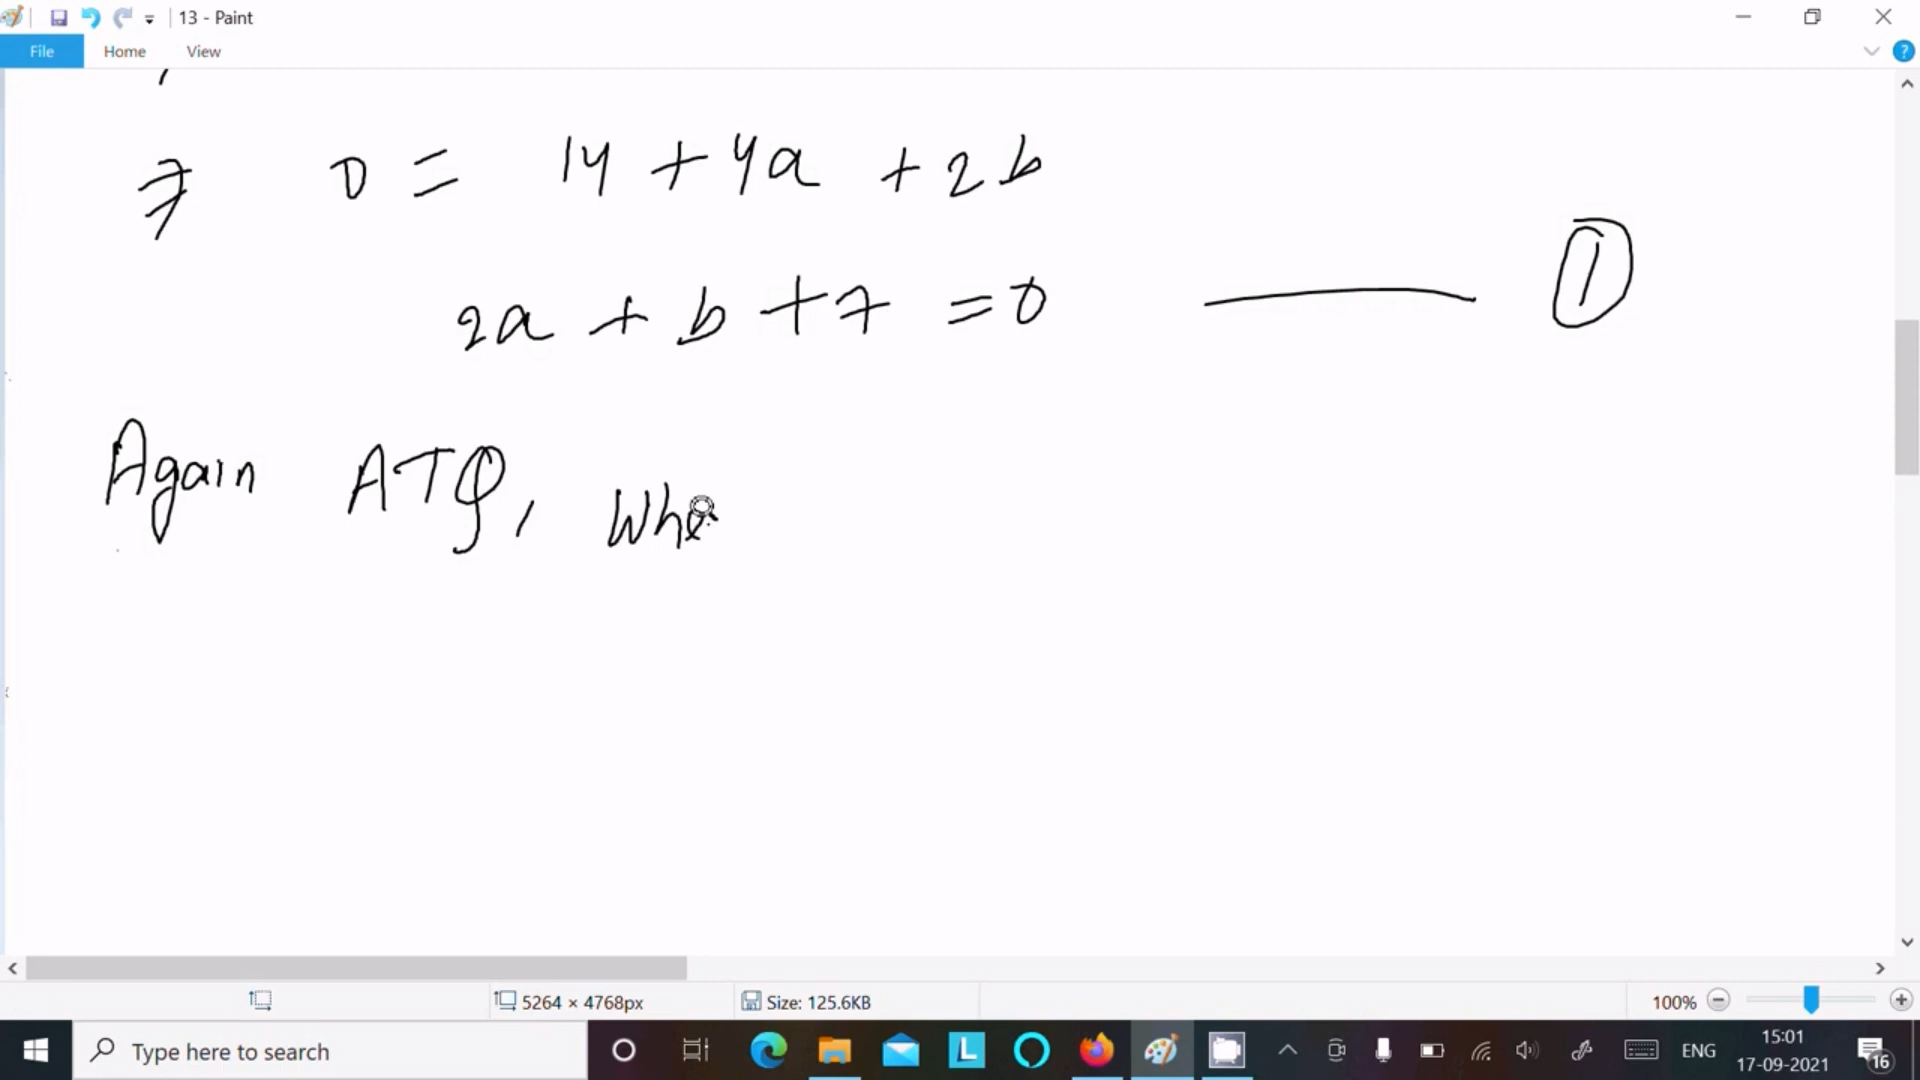 13 - Paint
File Home View
⇒ 0 = 14 + 4a + 2b
2a + b + 7 = 0 ——— 1
Again ATQ, Whe
5264 × 4768px Size: 125.6KB 100%
Type here to search L ENG 15:01
17-09-2021 16